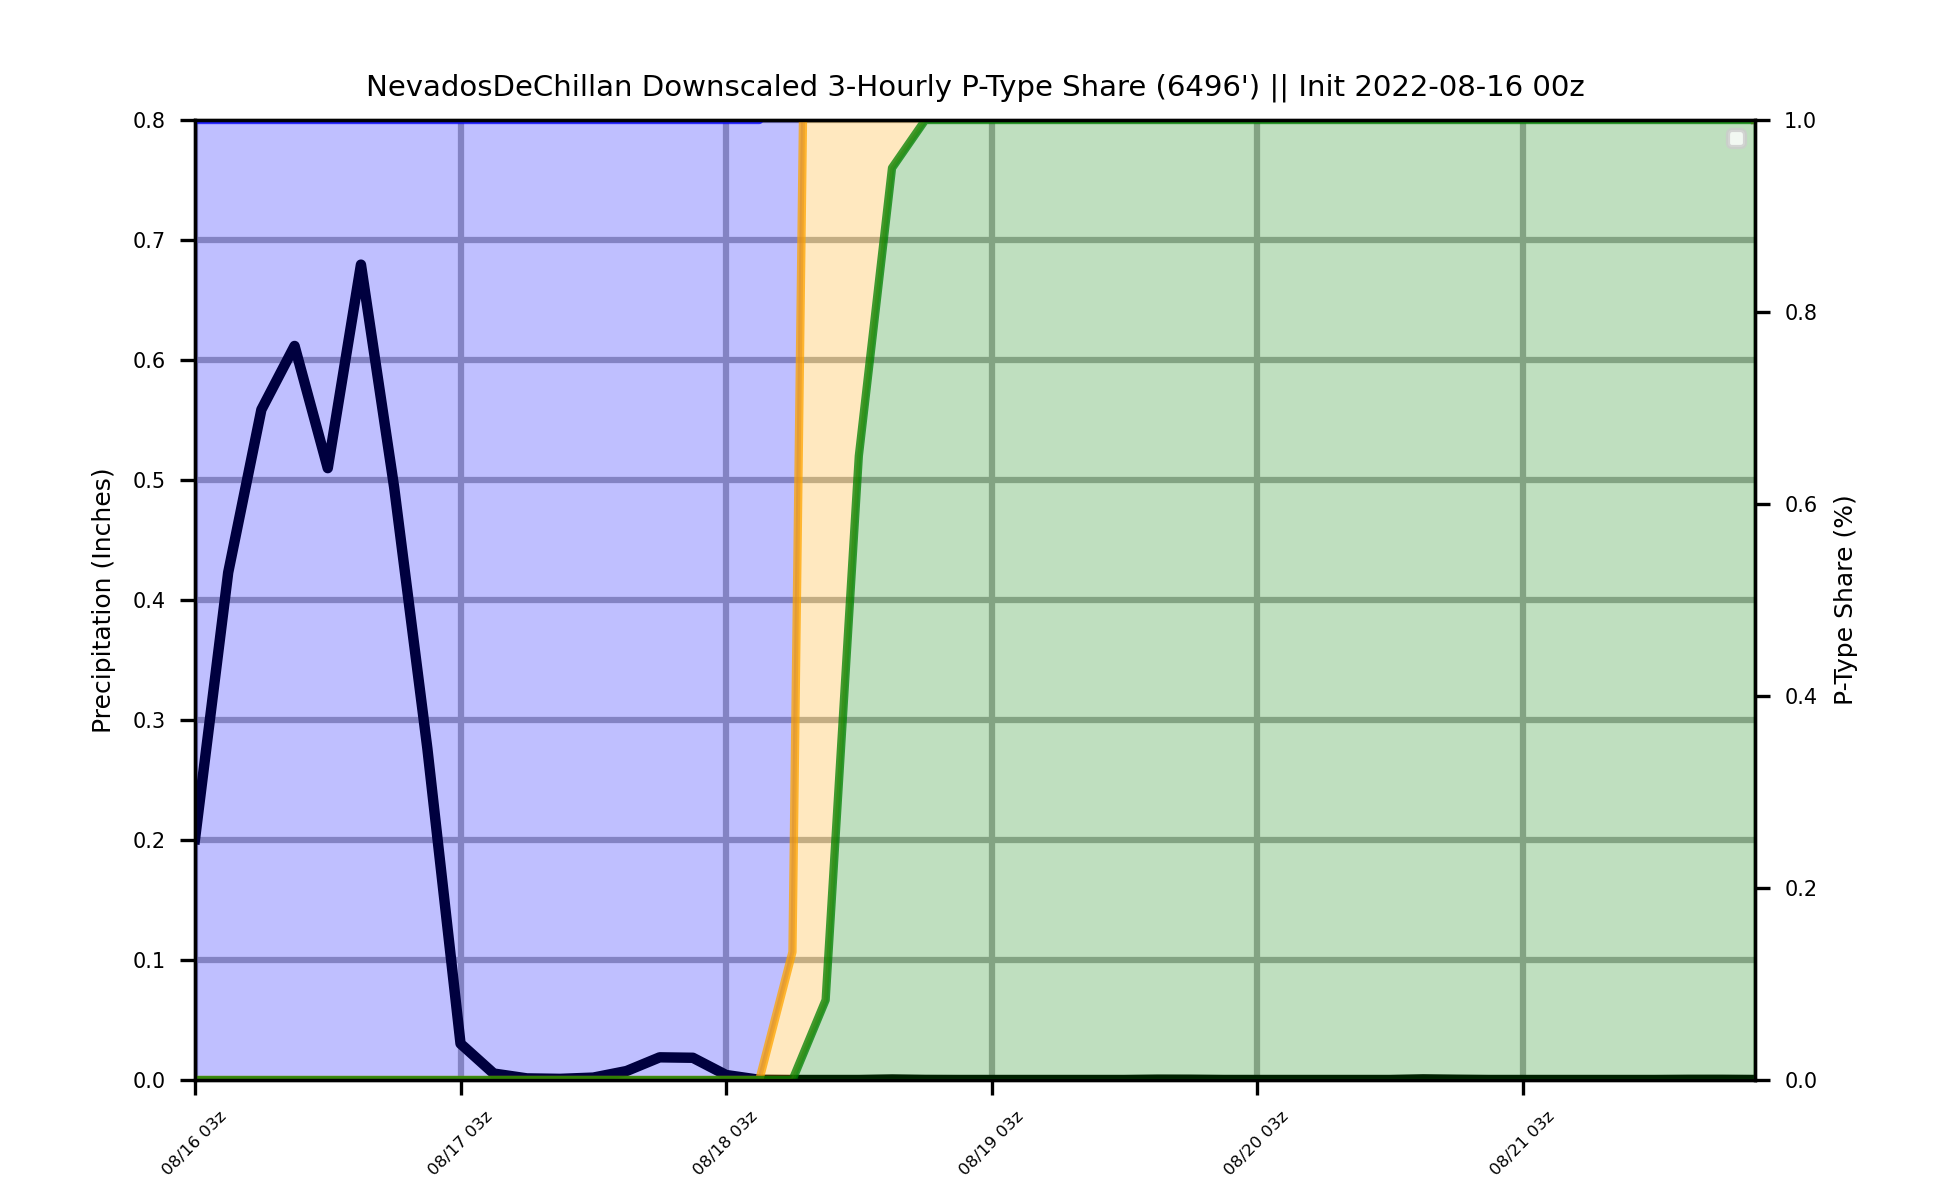 NevadosDeChillan Downscaled 3-Hourly P-Type Share (6496') || Init 2022-08-16 00z
Precipitation (Inches)
0.8
0.7
0.6
0.5
0.4
0.3
0.2
0.1
0.0
1.0
0.8
0.6
0.4
0.2
0.0
P-Type Share (%)
08/16 03z
08/17 03z
08/18 03z
08/19 03z
08/20 03z
08/21 03z